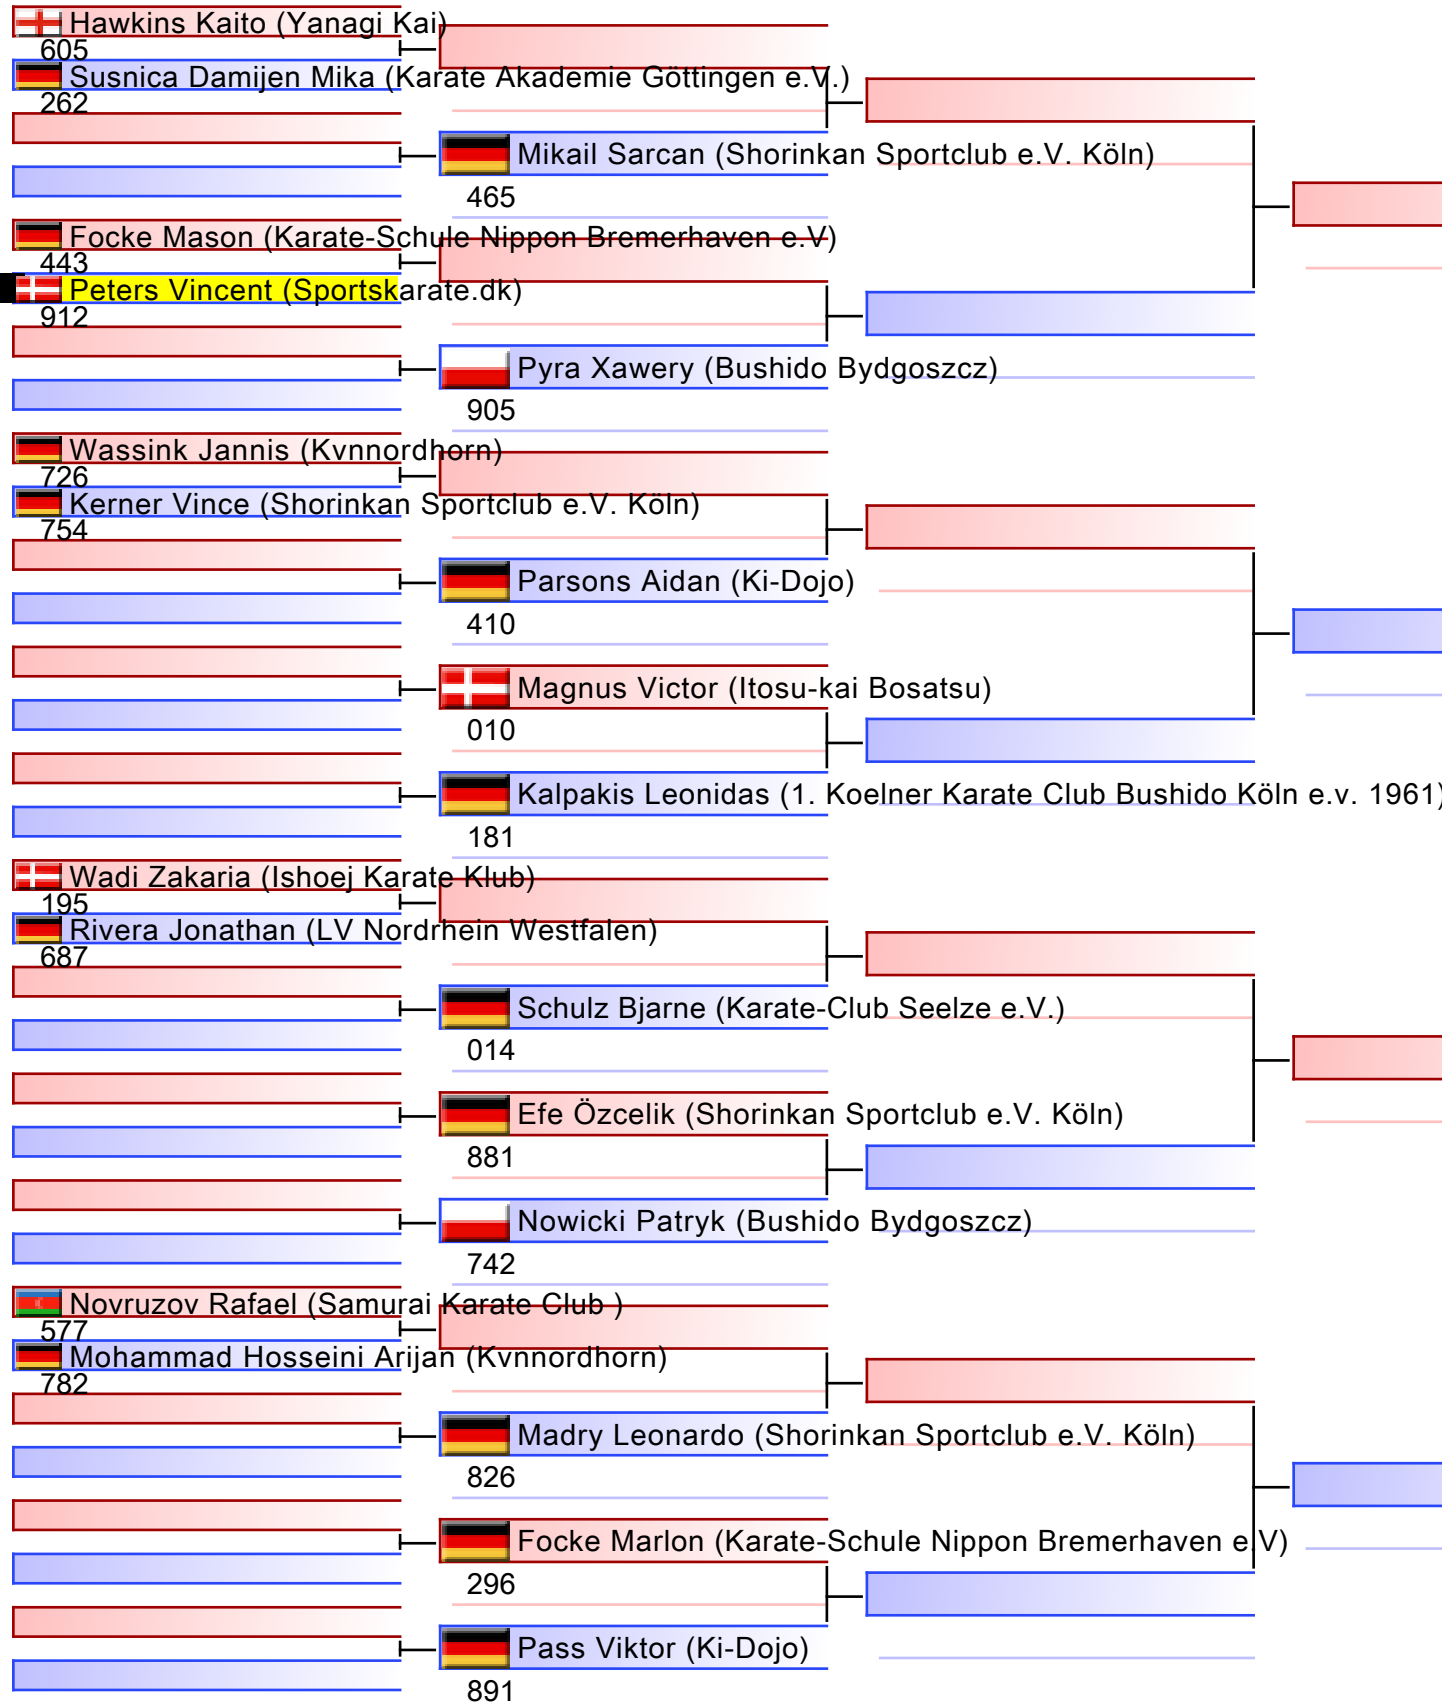 Hawkins Kaito (Yanagi Kai)
605
Susnica Damijen Mika (Karate Akademie Göttingen e.V.)
262
Mikail Sarcan (Shorinkan Sportclub e.V. Köln)
465
Focke Mason (Karate-Schule Nippon Bremerhaven e.V)
443
Peters Vincent (Sportskarate.dk)
912
Pyra Xawery (Bushido Bydgoszcz)
905
Wassink Jannis (Kvnnordhorn)
726
Kerner Vince (Shorinkan Sportclub e.V. Köln)
754
Parsons Aidan (Ki-Dojo)
410
Magnus Victor (Itosu-kai Bosatsu)
010
Kalpakis Leonidas (1. Koelner Karate Club Bushido Köln e.v. 1961)
181
Wadi Zakaria (Ishoej Karate Klub)
195
Rivera Jonathan (LV Nordrhein Westfalen)
687
Schulz Bjarne (Karate-Club Seelze e.V.)
014
Efe Özcelik (Shorinkan Sportclub e.V. Köln)
881
Nowicki Patryk (Bushido Bydgoszcz)
742
Novruzov Rafael (Samurai Karate Club )
577
Mohammad Hosseini Arijan (Kvnnordhorn)
782
Madry Leonardo (Shorinkan Sportclub e.V. Köln)
826
Focke Marlon (Karate-Schule Nippon Bremerhaven e.V)
296
Pass Viktor (Ki-Dojo)
891